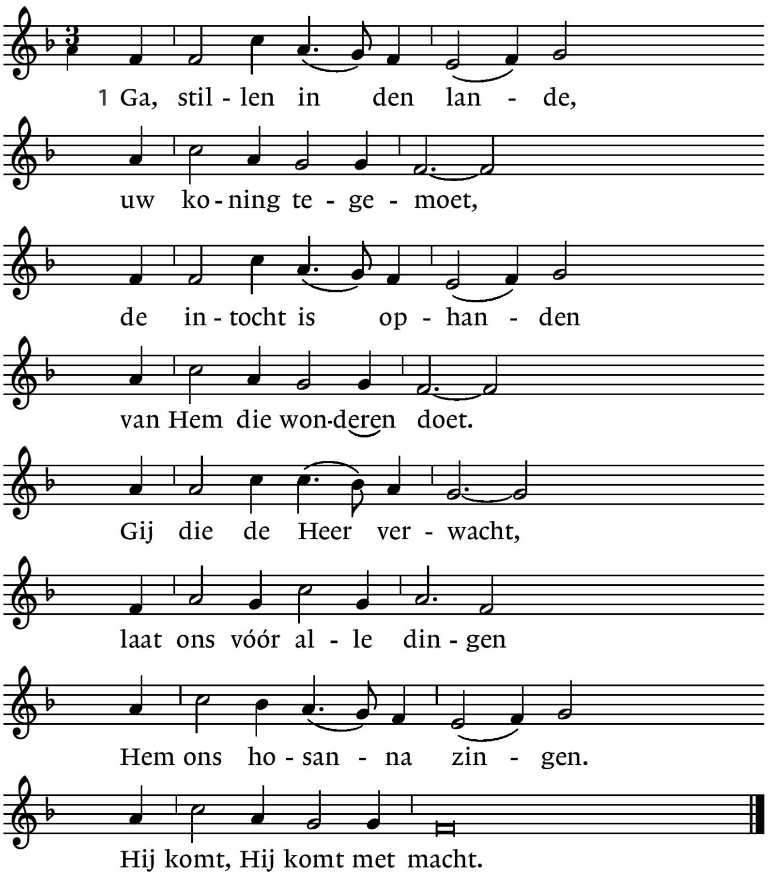 1 Ga, stil - len in den lan - de,
uw ko - ning te - ge - moet,
de in - tocht is op - han - den
van Hem die won - deren doet.
Gij die de Heer ver - wacht,
laat ons vóór al - le din - gen
Hem ons ho - san - na zin - gen.
Hij komt, Hij komt met macht.